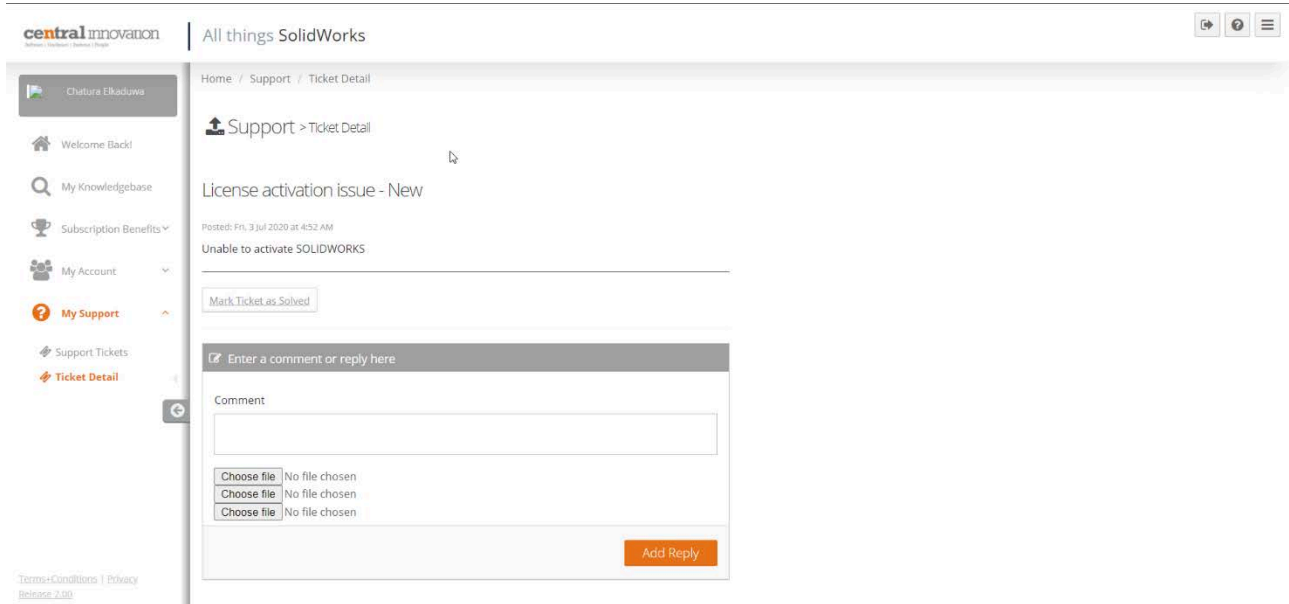 central innovation
All things SolidWorks
Chatura Elkaduwa
Welcome Back!
My Knowledgebase
Subscription Benefits
My Account
My Support
Support Tickets
Ticket Detail
Terms+Conditions | Privacy
Release 2.00
Home / Support / Ticket Detail
Support > Ticket Detail
License activation issue - New
Posted: Fri, 3 Jul 2020 at 4:52 AM
Unable to activate SOLIDWORKS
Mark Ticket as Solved
Enter a comment or reply here
Comment
Choose file No file chosen
Choose file No file chosen
Choose file No file chosen
Add Reply